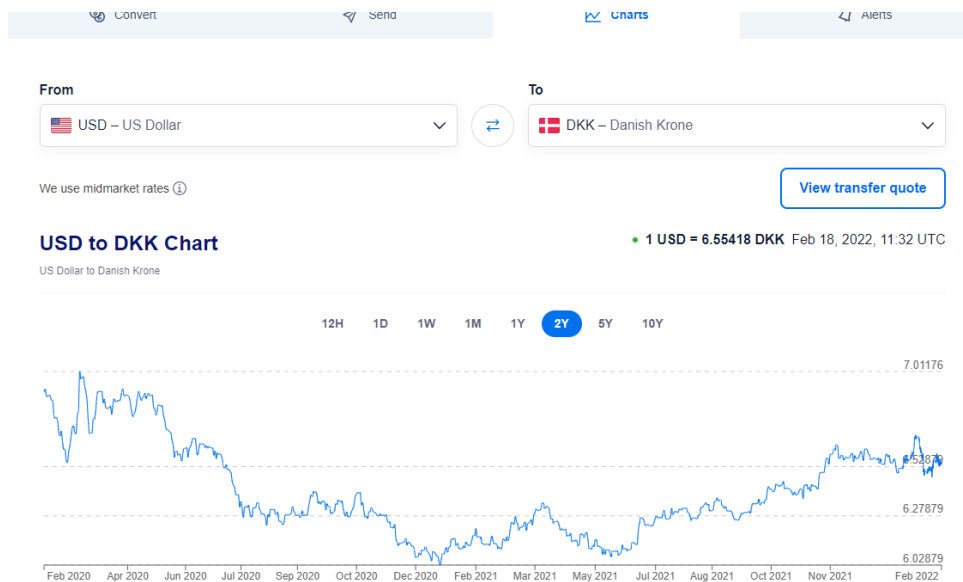 Convert Send Charts Alerts
From To
USD – US Dollar DKK – Danish Krone
We use midmarket rates View transfer quote
USD to DKK Chart 1 USD = 6.55418 DKK Feb 18, 2022, 11:32 UTC
US Dollar to Danish Krone
12H 1D 1W 1M 1Y 2Y 5Y 10Y
7.01176
6.52879
6.27879
6.02879
Feb 2020 Apr 2020 Jun 2020 Jul 2020 Sep 2020 Oct 2020 Dec 2020 Feb 2021 Mar 2021 May 2021 Jul 2021 Aug 2021 Oct 2021 Nov 2021 Feb 2022